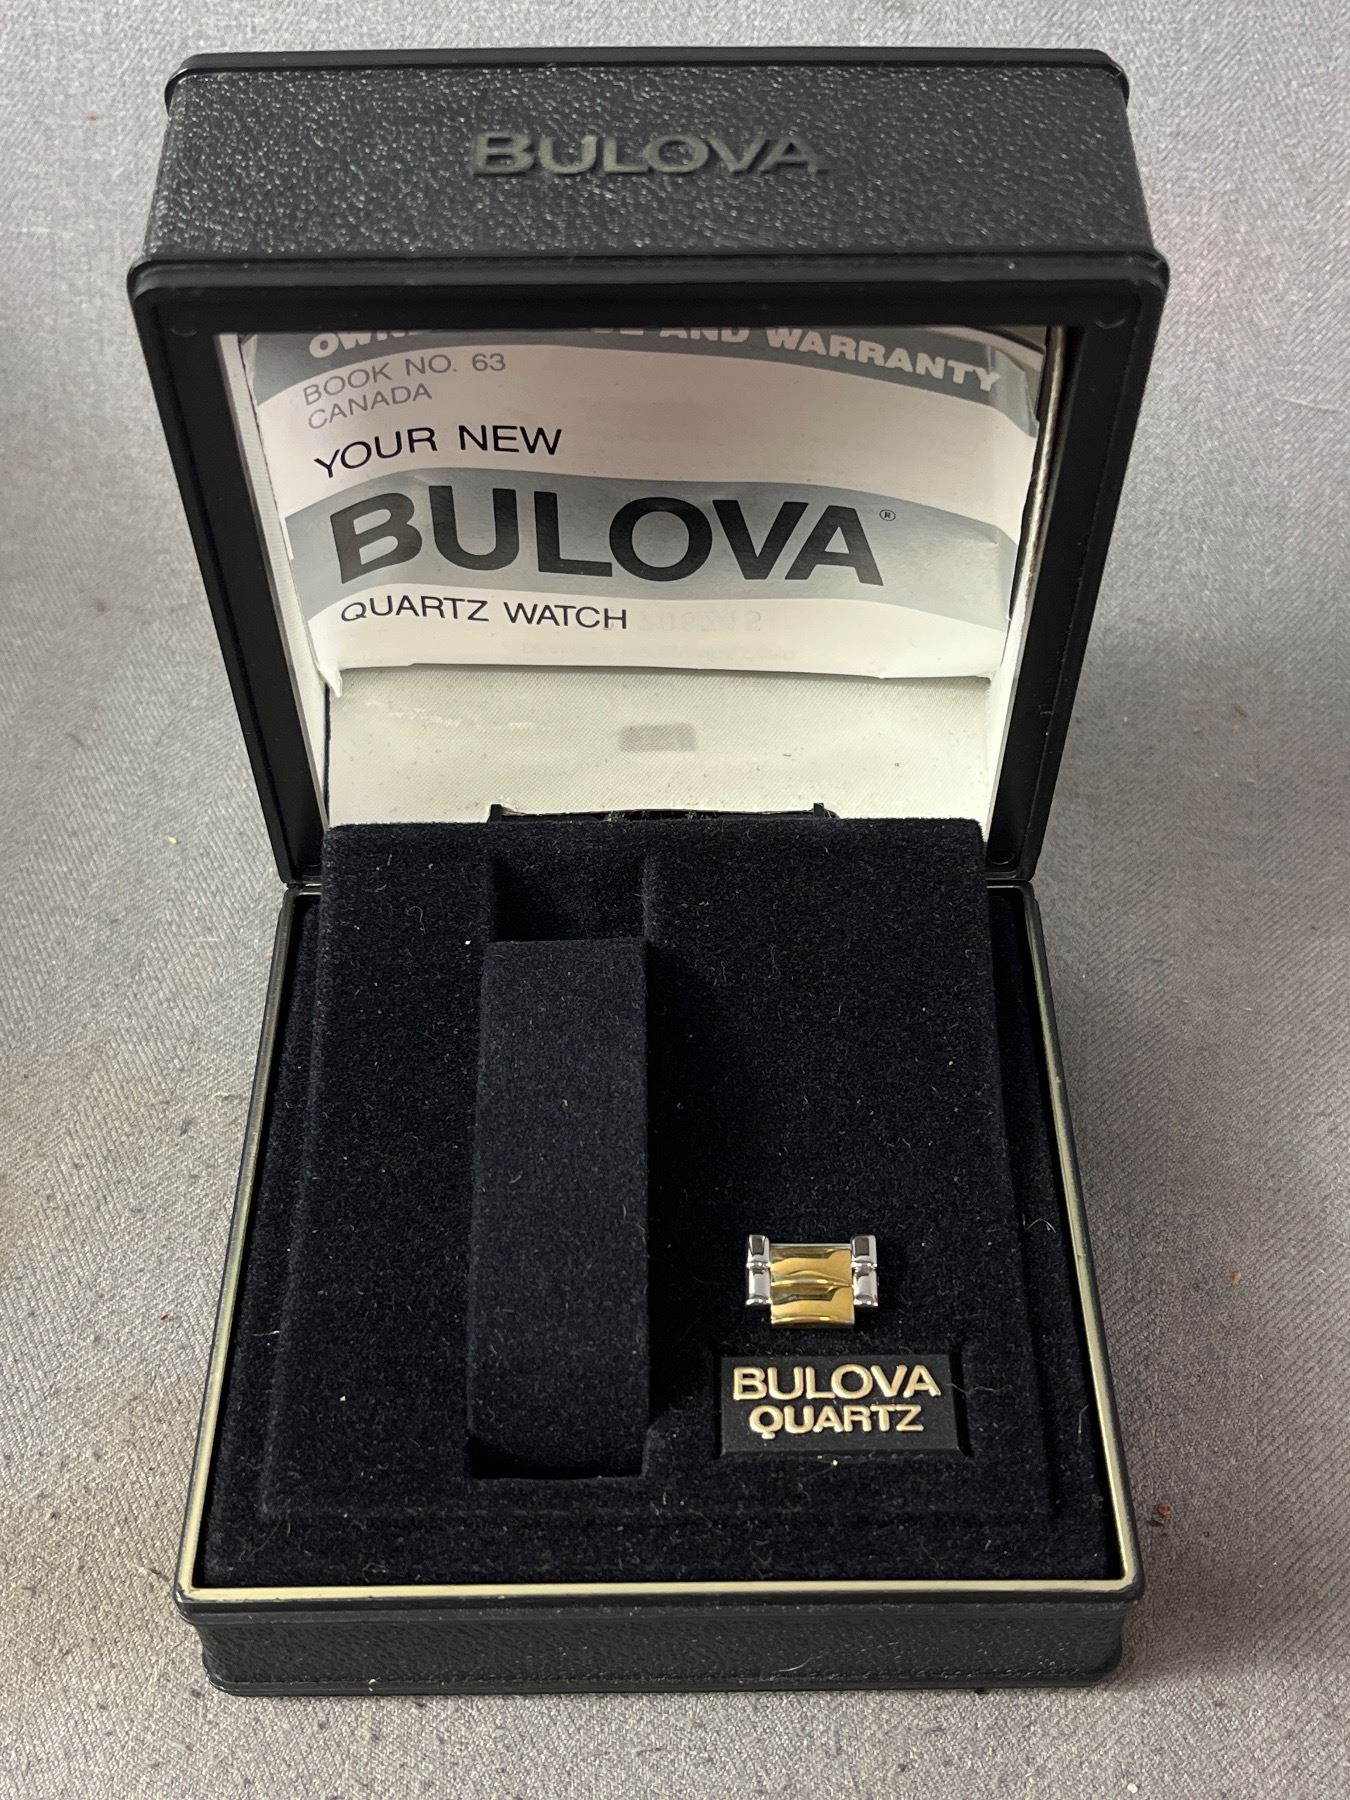 BULOVA
AND WARRANTY
BOOK NO. 63
CANADA
YOUR NEW
BULOVA®
QUARTZ WATCH
BULOVA
QUARTZ